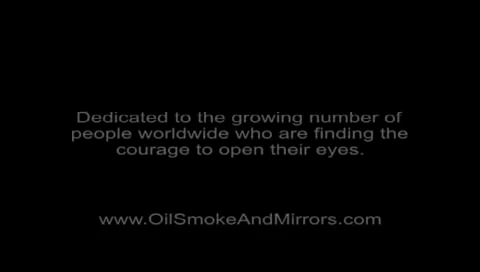 Dedicated to the growing number of
people worldwide who are finding the
courage to open their eyes.
www.OilSmokeAndMirrors.com